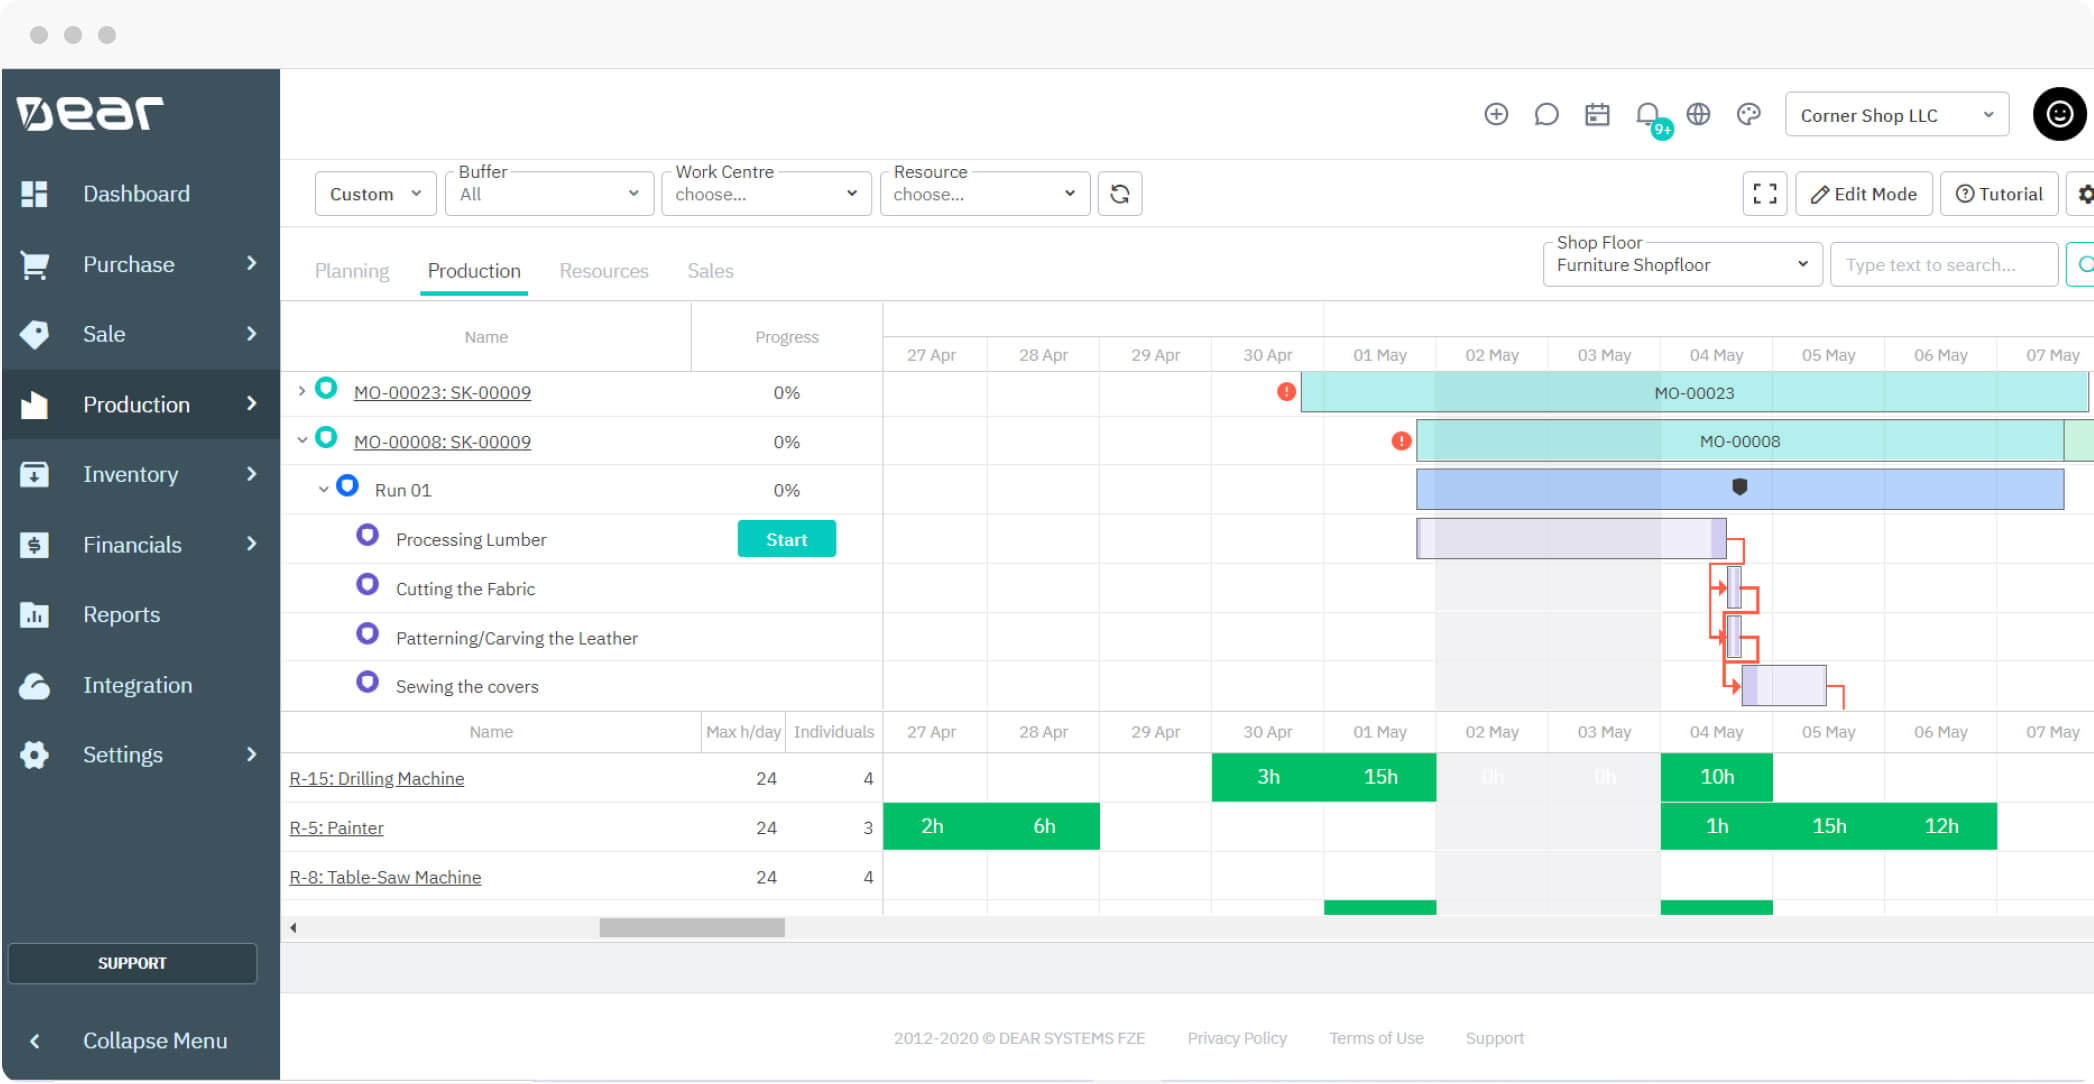 Dear
9+
Corner Shop LLC
Dashboard
Purchase
Sale
Production
Inventory
Financials
Reports
Integration
Settings
SUPPORT
Collapse Menu
Custom
Buffer
All
Work Centre
choose...
Resource
choose...
Edit Mode
Tutorial
Planning Production Resources Sales
Shop Floor
Furniture Shopfloor
Type text to search...
Name Progress
27 Apr 28 Apr 29 Apr 30 Apr 01 May 02 May 03 May 04 May 05 May 06 May 07 May
MO-00023: SK-00009 0% MO-00023
MO-00008: SK-00009 0% MO-00008
Run 01 0%
Processing Lumber Start
Cutting the Fabric
Patterning/Carving the Leather
Sewing the covers
Name Max h/day Individuals 27 Apr 28 Apr 29 Apr 30 Apr 01 May 02 May 03 May 04 May 05 May 06 May 07 May
R-15: Drilling Machine 24 4 3h 15h 0h 0h 10h
R-5: Painter 24 3 2h 6h 1h 15h 12h
R-8: Table-Saw Machine 24 4
2012-2020 © DEAR SYSTEMS FZE Privacy Policy Terms of Use Support